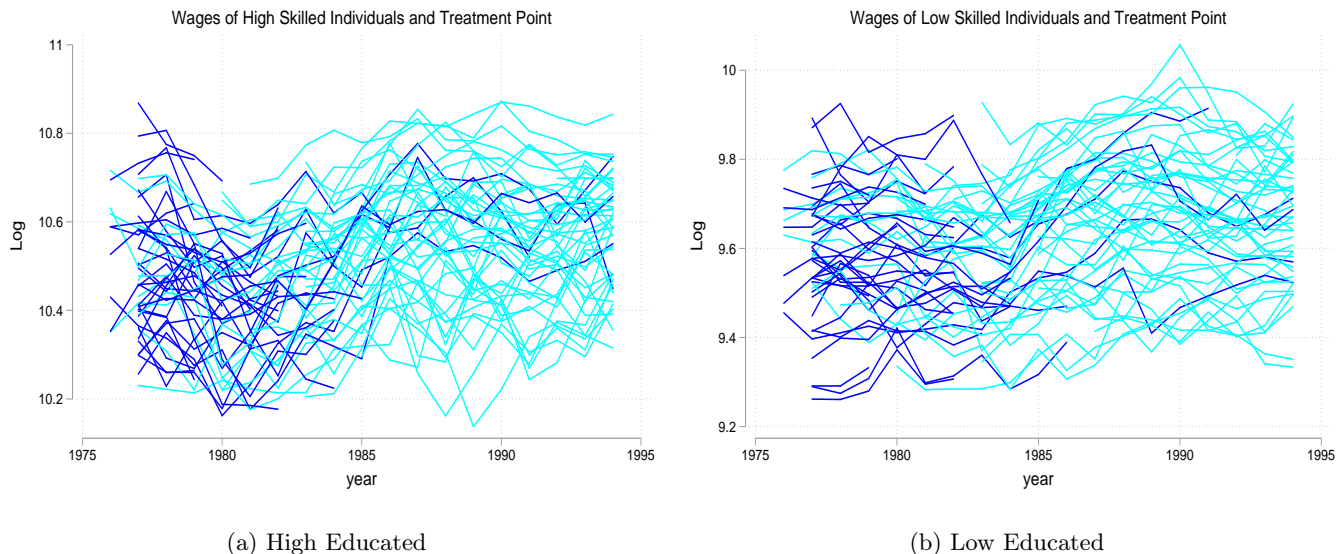 Wages of High Skilled Individuals and Treatment Point
11
10.8
10.6
10.4
10.2
Log
1975
1980
1985
1990
1995
year
(a) High Educated
Wages of Low Skilled Individuals and Treatment Point
10
9.8
9.6
9.4
9.2
Log
1975
1980
1985
1990
1995
year
(b) Low Educated